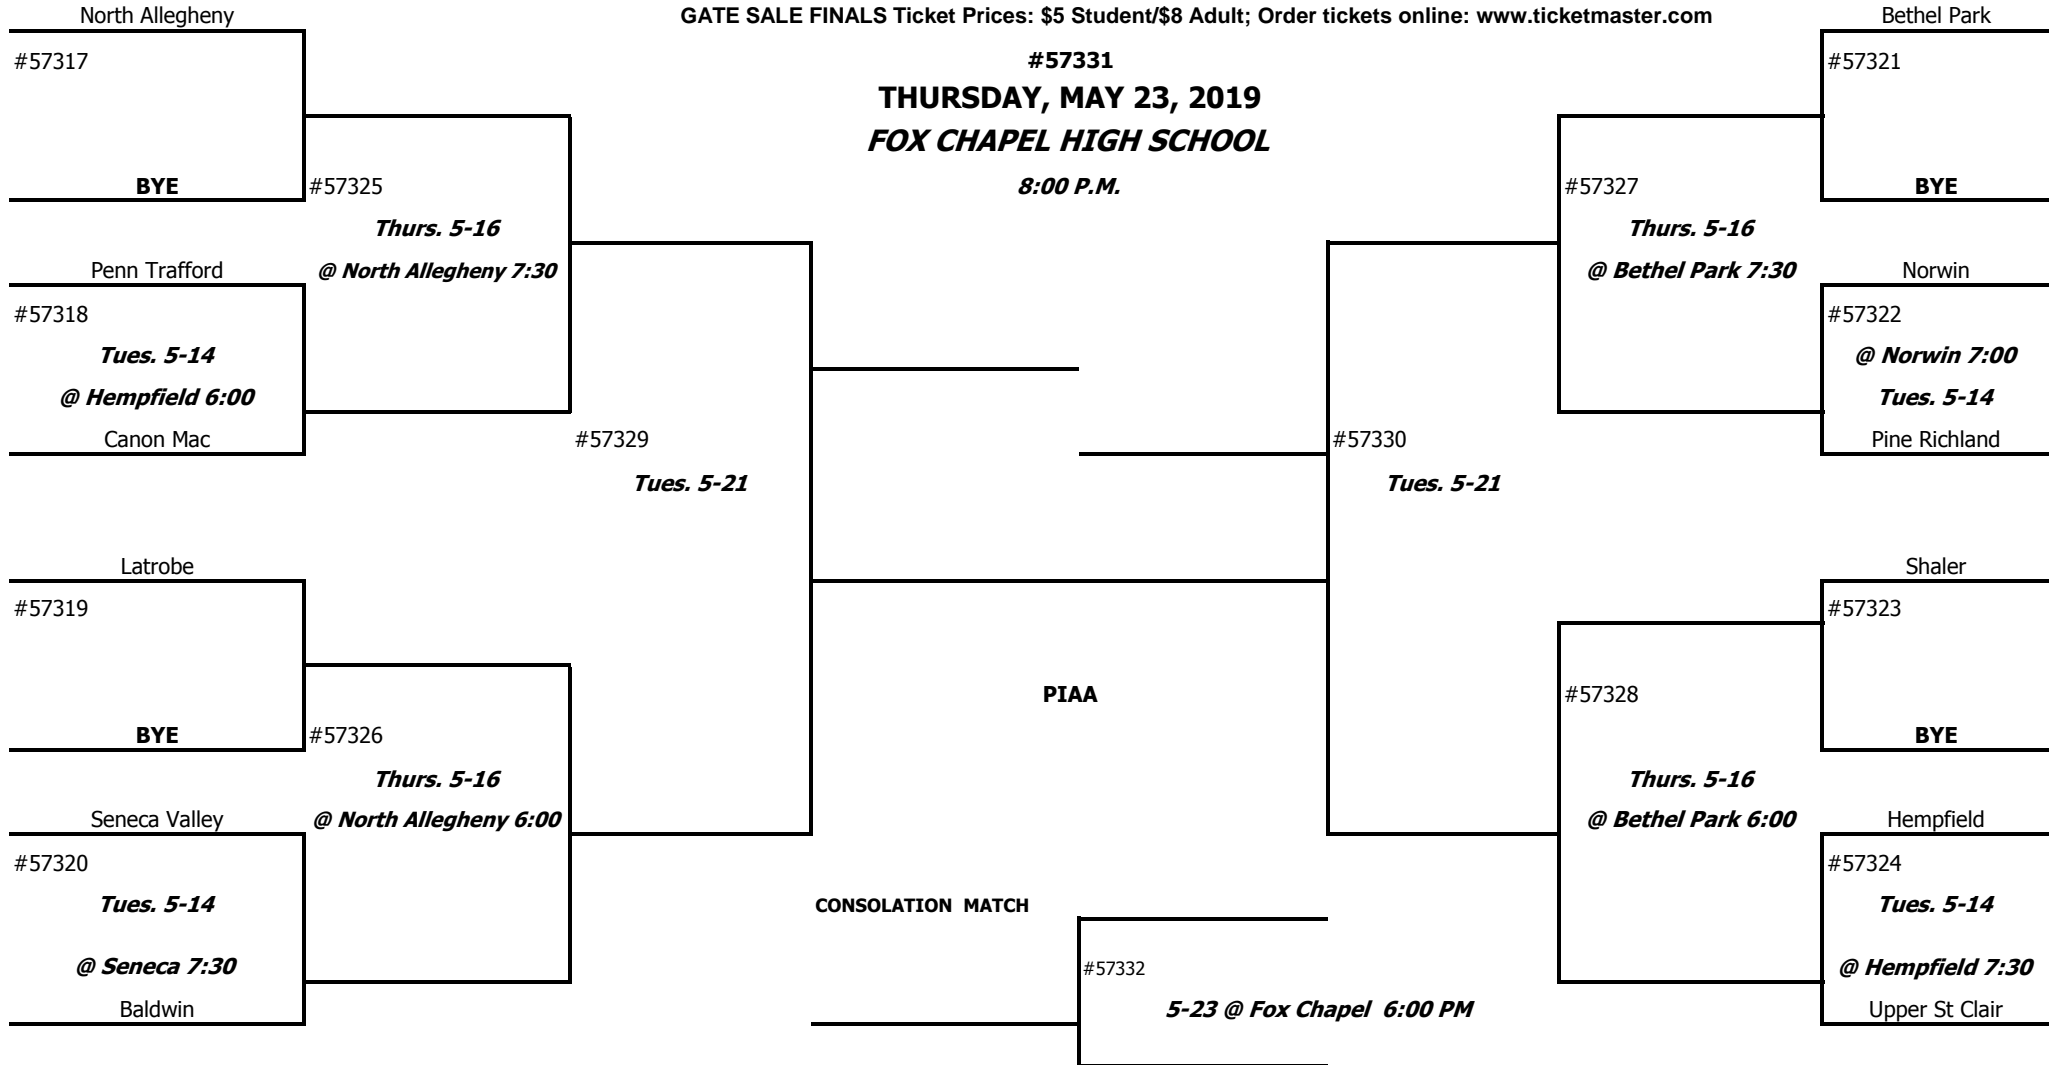 GATE SALE FINALS Ticket Prices: $5 Student/$8 Adult; Order tickets online: www.ticketmaster.com
#57331
THURSDAY, MAY 23, 2019
FOX CHAPEL HIGH SCHOOL
8:00 P.M.
North Allegheny
#57317
BYE
Penn Trafford
#57318
Tues. 5-14
@ Hempfield 6:00
Canon Mac
Latrobe
#57319
BYE
Seneca Valley
#57320
Tues. 5-14
@ Seneca 7:30
Baldwin
#57325
Thurs. 5-16
@ North Allegheny 7:30
#57326
Thurs. 5-16
@ North Allegheny 6:00
#57329
Tues. 5-21
PIAA
CONSOLATION MATCH
#57332
5-23 @ Fox Chapel 6:00 PM
#57330
Tues. 5-21
#57327
Thurs. 5-16
@ Bethel Park 7:30
#57328
Thurs. 5-16
@ Bethel Park 6:00
Bethel Park
#57321
BYE
Norwin
#57322
@ Norwin 7:00
Tues. 5-14
Pine Richland
Shaler
#57323
BYE
Hempfield
#57324
Tues. 5-14
@ Hempfield 7:30
Upper St Clair